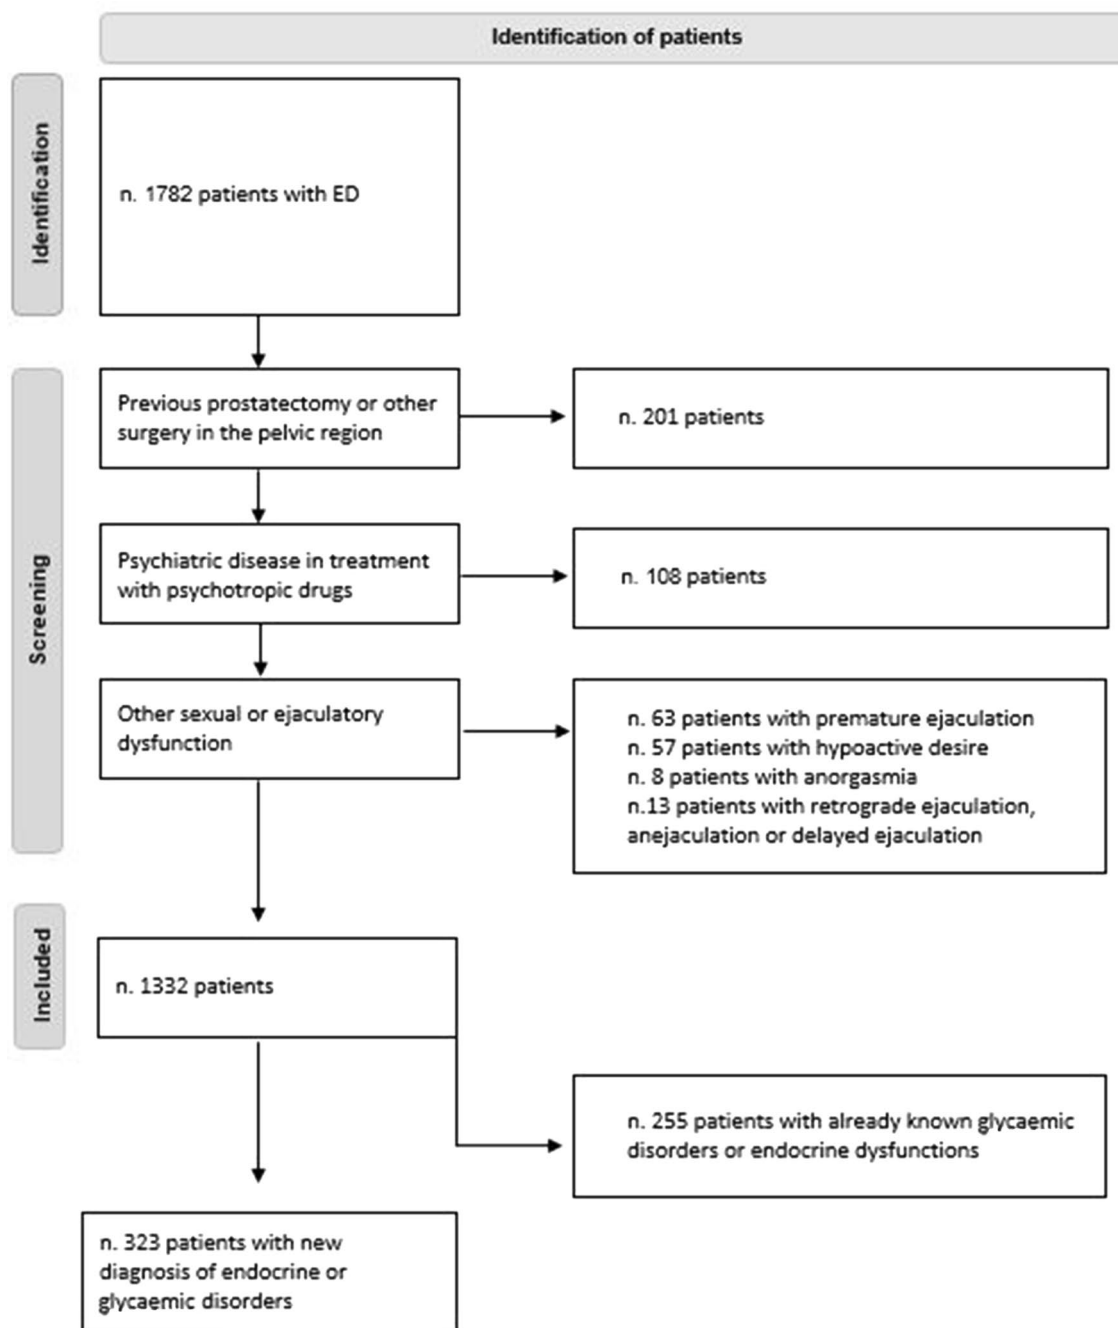 Identification of patients
Identification
n. 1782 patients with ED
Screening
Previous prostatectomy or other
surgery in the pelvic region
n. 201 patients
Psychiatric disease in treatment
with psychotropic drugs
n. 108 patients
Other sexual or ejaculatory
dysfunction
n. 63 patients with premature ejaculation
n. 57 patients with hypoactive desire
n. 8 patients with anorgasmia
n.13 patients with retrograde ejaculation,
anejaculation or delayed ejaculation
Included
n. 1332 patients
n. 255 patients with already known glycaemic
disorders or endocrine dysfunctions
n. 323 patients with new
diagnosis of endocrine or
glycaemic disorders